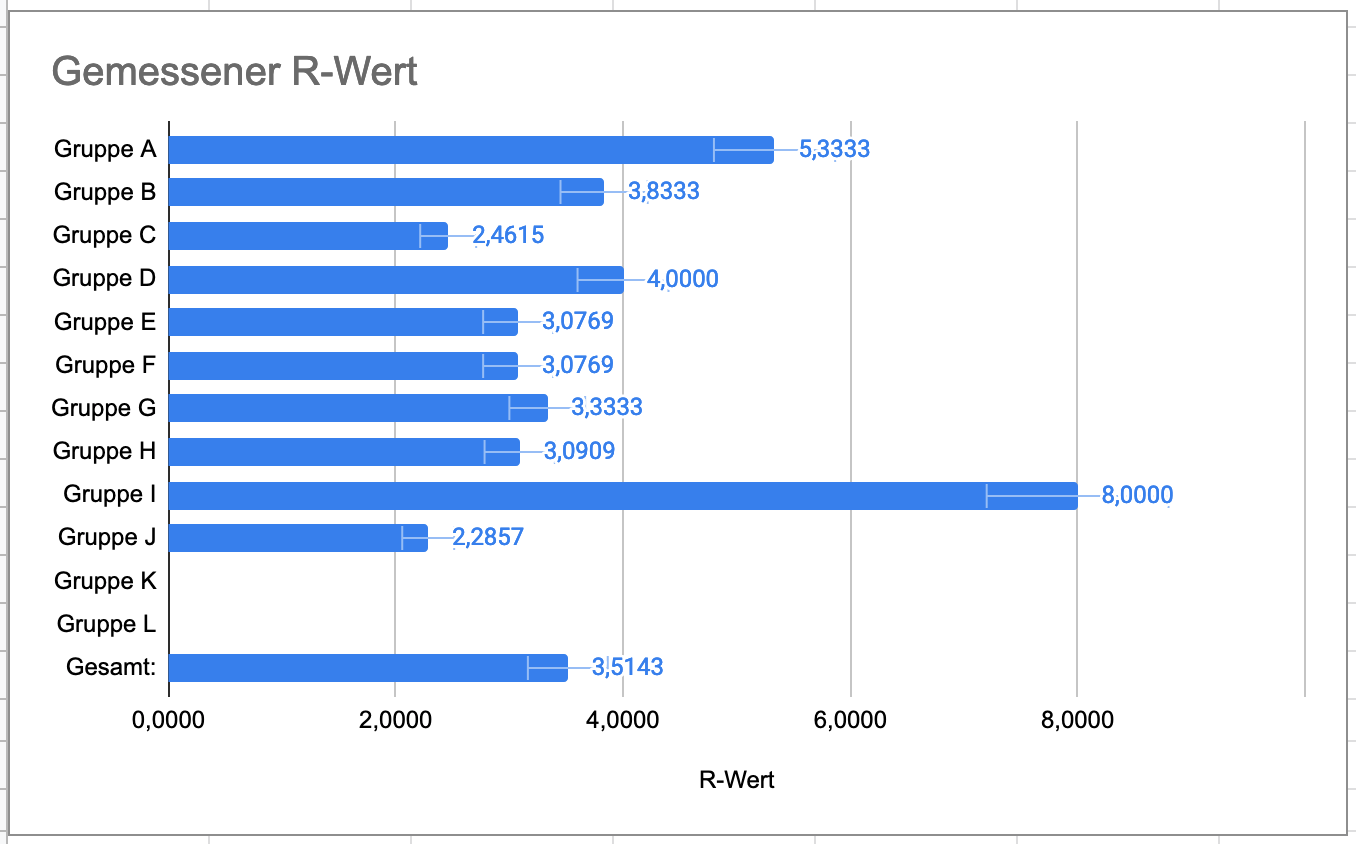 Gemessener R-Wert
Gruppe A 5,3333
Gruppe B 3,8333
Gruppe C 2,4615
Gruppe D 4,0000
Gruppe E 3,0769
Gruppe F 3,0769
Gruppe G 3,3333
Gruppe H 3,0909
Gruppe I 8,0000
Gruppe J 2,2857
Gruppe K
Gruppe L
Gesamt: 3,5143
0,0000 2,0000 4,0000 6,0000 8,0000
R-Wert